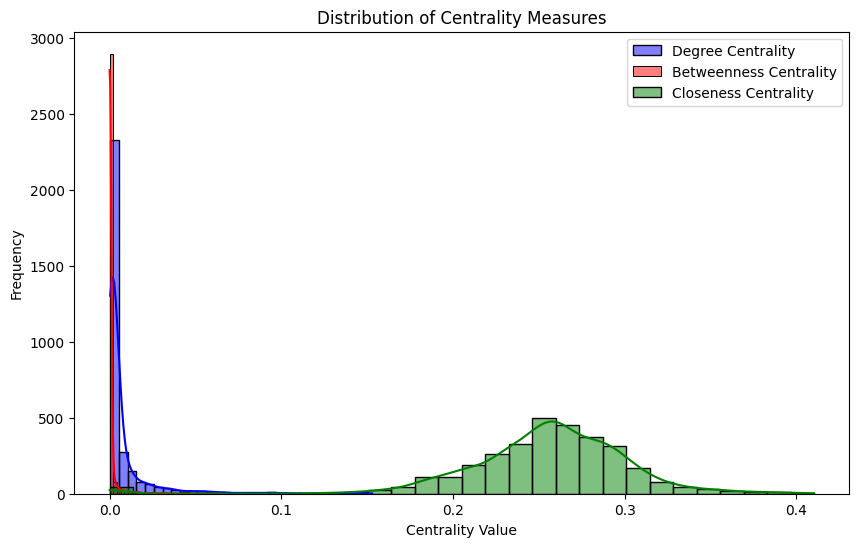 Distribution of Centrality Measures
Degree Centrality
Betweenness Centrality
Closeness Centrality
Frequency
3000
2500
2000
1500
1000
500
0
0.0
0.1
0.2
0.3
0.4
Centrality Value